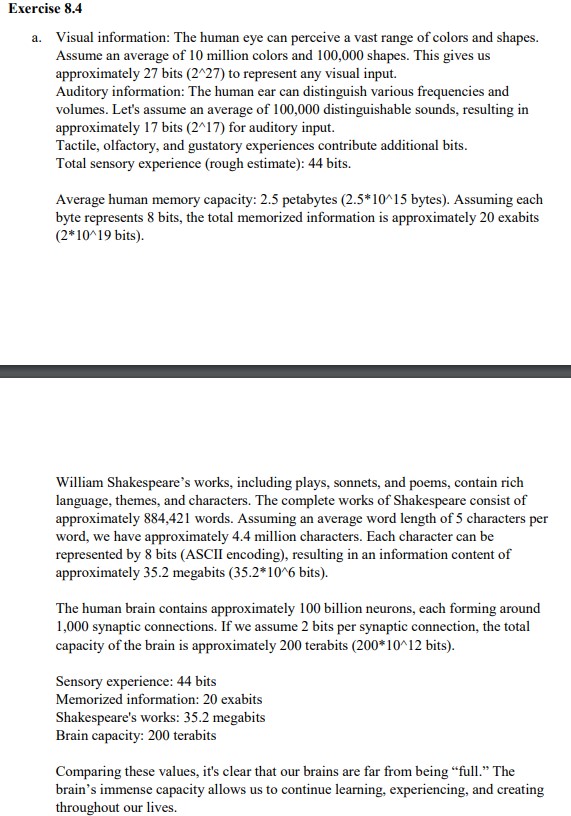 Exercise 8.4
a. Visual information: The human eye can perceive a vast range of colors and shapes.
Assume an average of 10 million colors and 100,000 shapes. This gives us
approximately 27 bits (2^27) to represent any visual input.
Auditory information: The human ear can distinguish various frequencies and
volumes. Let's assume an average of 100,000 distinguishable sounds, resulting in
approximately 17 bits (2^17) for auditory input.
Tactile, olfactory, and gustatory experiences contribute additional bits.
Total sensory experience (rough estimate): 44 bits.
Average human memory capacity: 2.5 petabytes (2.5*10^15 bytes). Assuming each
byte represents 8 bits, the total memorized information is approximately 20 exabits
(2*10^19 bits).
William Shakespeare’s works, including plays, sonnets, and poems, contain rich
language, themes, and characters. The complete works of Shakespeare consist of
approximately 884,421 words. Assuming an average word length of 5 characters per
word, we have approximately 4.4 million characters. Each character can be
represented by 8 bits (ASCII encoding), resulting in an information content of
approximately 35.2 megabits (35.2*10^6 bits).
The human brain contains approximately 100 billion neurons, each forming around
1,000 synaptic connections. If we assume 2 bits per synaptic connection, the total
capacity of the brain is approximately 200 terabits (200*10^12 bits).
Sensory experience: 44 bits
Memorized information: 20 exabits
Shakespeare's works: 35.2 megabits
Brain capacity: 200 terabits
Comparing these values, it's clear that our brains are far from being “full.” The
brain’s immense capacity allows us to continue learning, experiencing, and creating
throughout our lives.